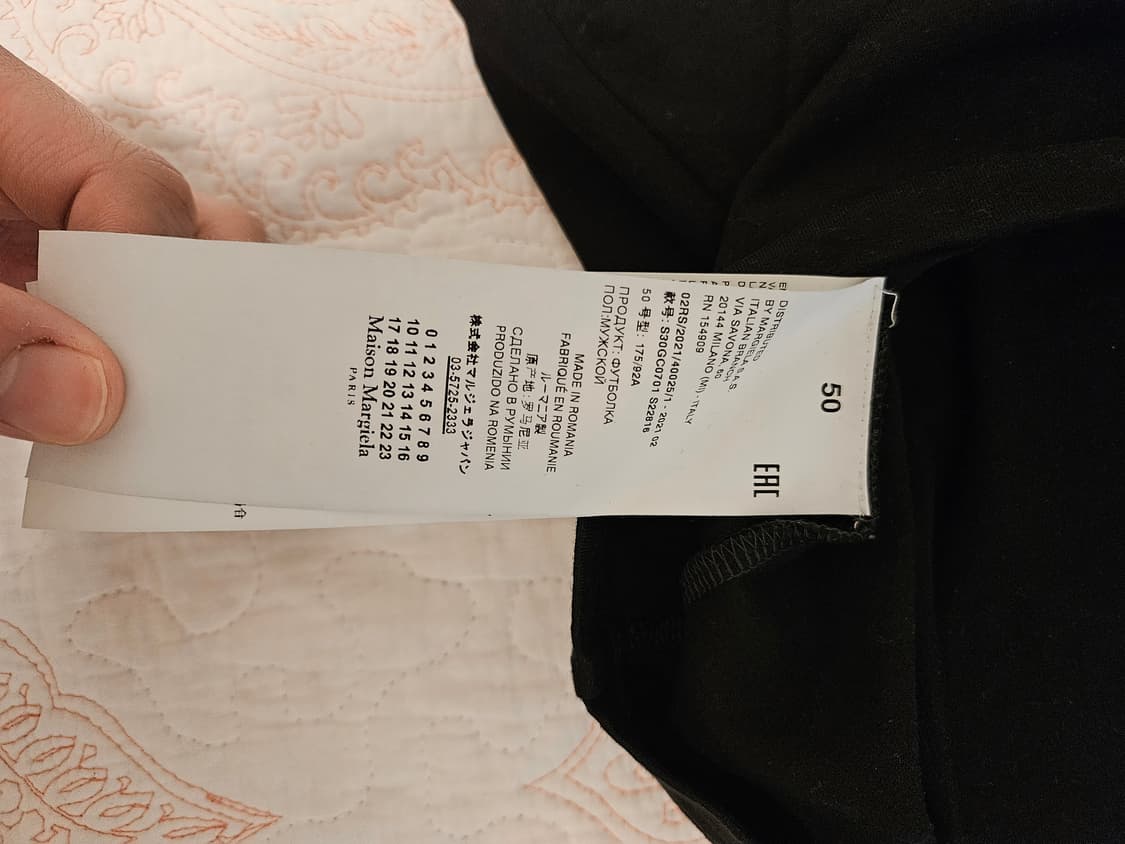 50
EAC
DISTRIBUTED
BY MARGIELA
ITALIAN BRANCH
VIA SAVONA, 60
20144 MILANO (MI) - ITALY
RN 154909
02RS/2021/40025/1 - 2021 02
款号: S30GC0701 S22816
50 号型: 175/92A
ПРОДУКТ: ФУТБОЛКА
ПОЛ:МУЖСКОЙ
MADE IN ROMANIA
FABRIQUÉ EN ROUMANIE
ルーマニア製
原产地: 罗马尼亚
СДЕЛАНО В РУМЫНИИ
PRODUZIDO NA ROMENIA
株式会社マルジェラジャパン
03-5725-2333
0 1 2 3 4 5 6 7 8 9
10 11 12 13 14 15 16
17 18 19 20 21 22 23
Maison Margiela
PARIS